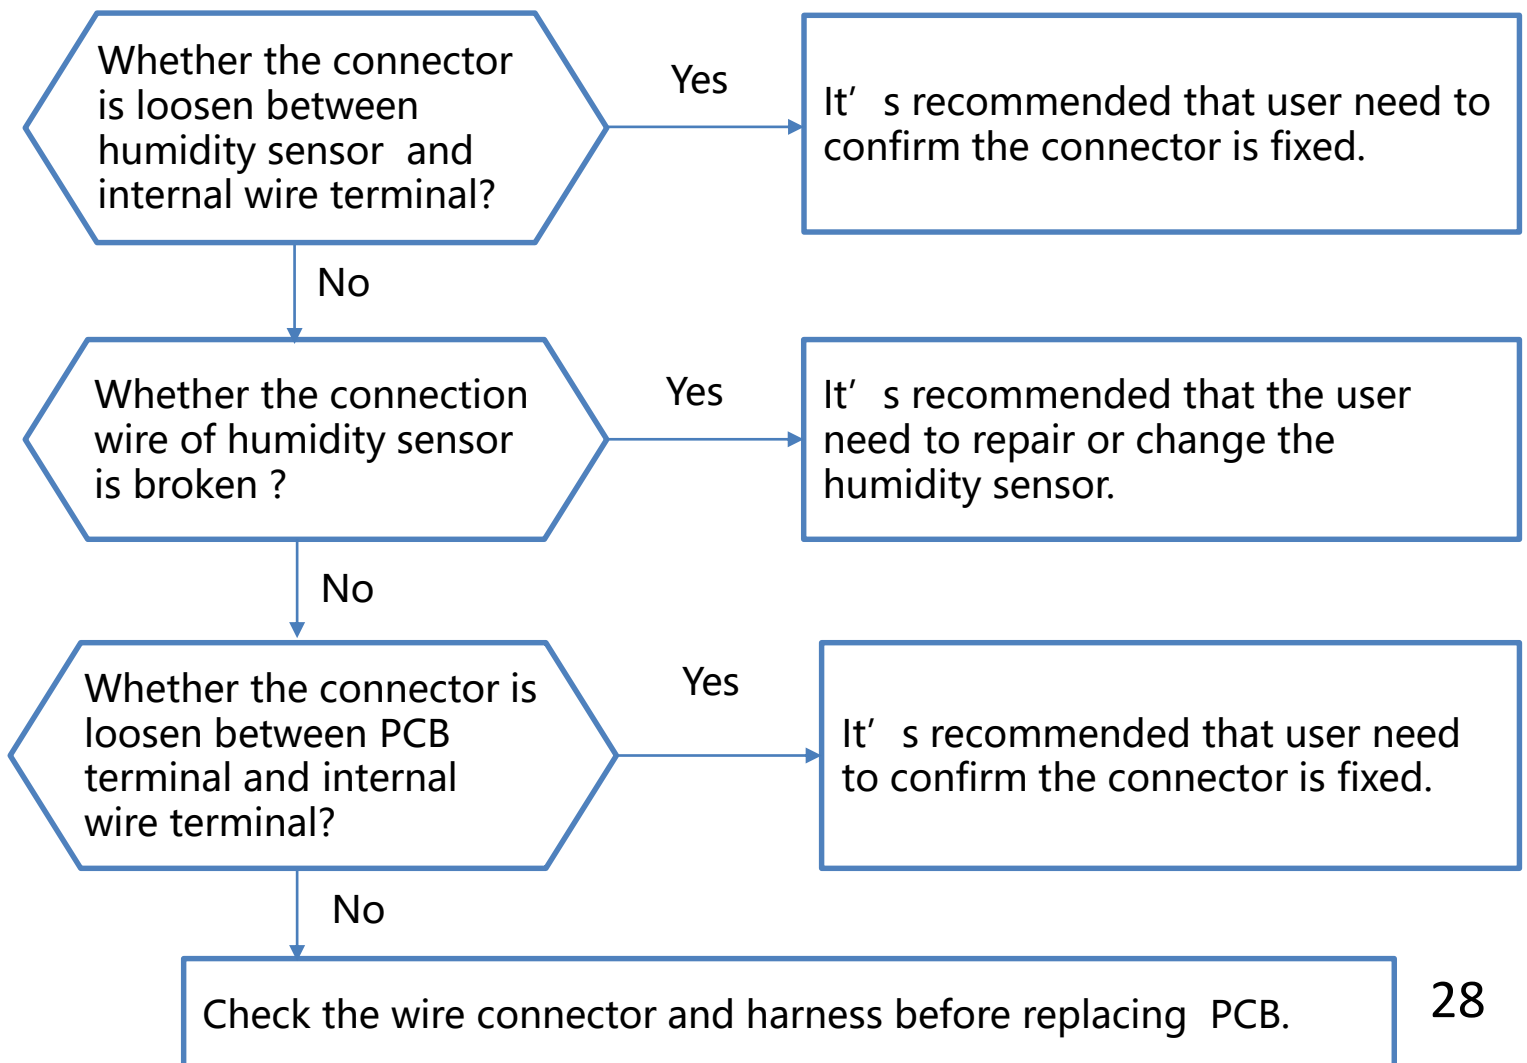 Whether the connector
is loosen between
humidity sensor and
internal wire terminal?
Yes
It’ s recommended that user need to
confirm the connector is fixed.
No
Whether the connection
wire of humidity sensor
is broken ?
Yes
It’ s recommended that the user
need to repair or change the
humidity sensor.
No
Whether the connector is
loosen between PCB
terminal and internal
wire terminal?
Yes
It’ s recommended that user need
to confirm the connector is fixed.
No
Check the wire connector and harness before replacing PCB.
28